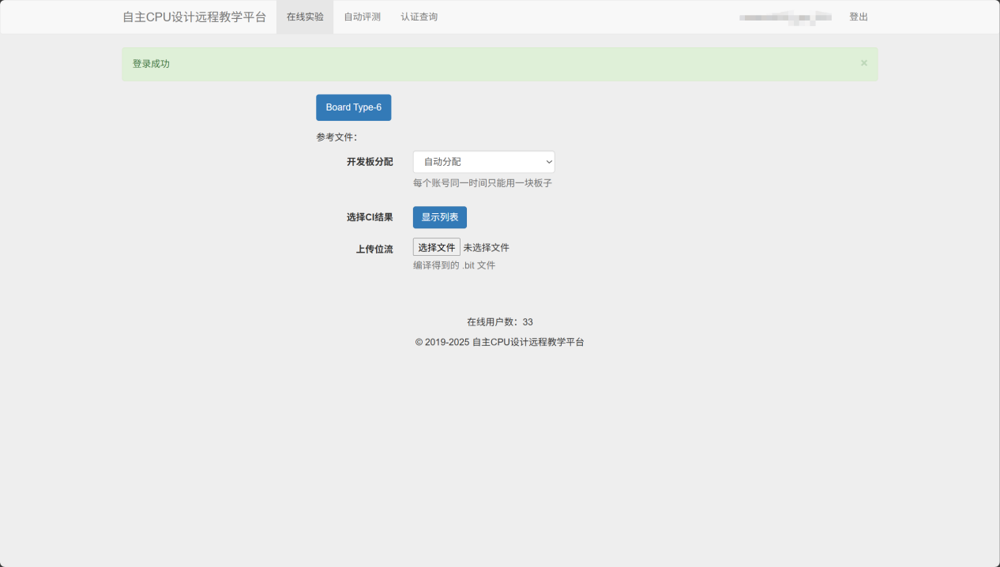 自主CPU设计远程教学平台 在线实验 自动评测 认证查询 登出
登录成功 ×
Board Type-6
参考文件：
开发板分配 自动分配
每个账号同一时间只能用一块板子
选择CI结果 显示列表
上传位流 选择文件 未选择文件
编译得到的 .bit 文件
在线用户数：33
© 2019-2025 自主CPU设计远程教学平台